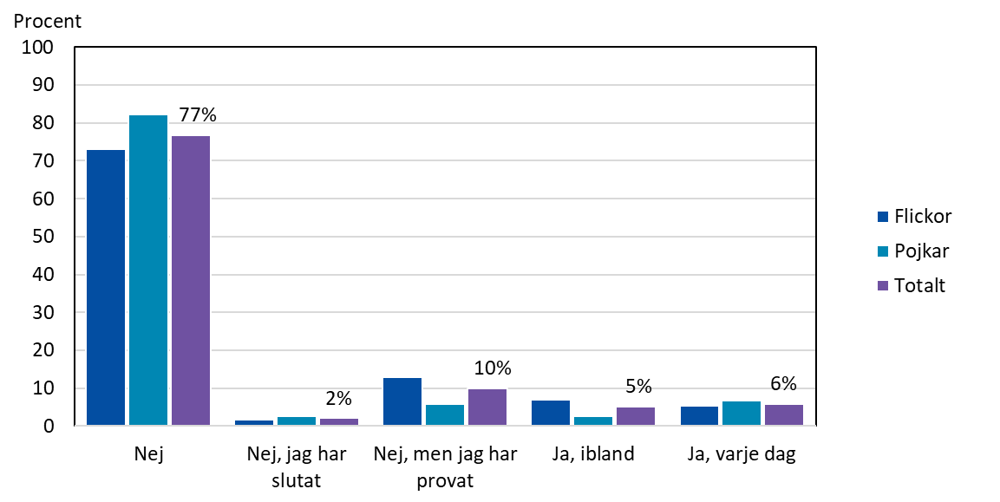 Procent
100
90
80
70
60
50
40
30
20
10
0
77%
2%
10%
5%
6%
Nej
Nej, jag har
slutat
Nej, men jag har
provat
Ja, ibland
Ja, varje dag
Flickor
Pojkar
Totalt